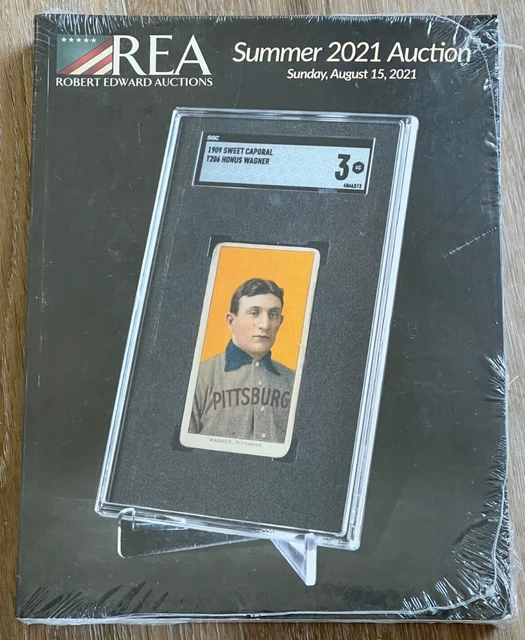 REA
ROBERT EDWARD AUCTIONS
Summer 2021 Auction
Sunday, August 15, 2021
SGC
1909 SWEET CAPORAL
T206 HONUS WAGNER
3 VG
4846573
PITTSBURG
WAGNER, PITTSBURG